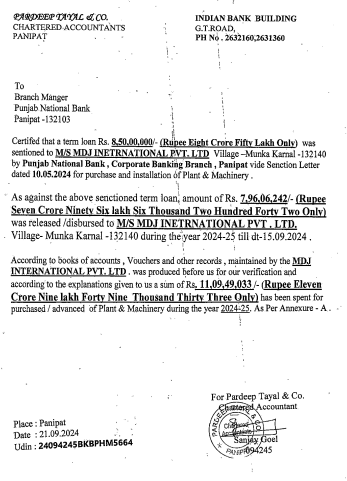 PARDEEP TAYAL & CO.
CHARTERED ACCOUNTANTS
PANIPAT
INDIAN BANK BUILDING
G.T.ROAD,
PH No . 2632160,2631360
To
Branch Manger
Punjab National Bank
Panipat -132103
Certifed that a term loan Rs. 8,50,00,000/- (Rupee Eight Crore Fifty Lakh Only) was
sentioned to M/S MDJ INETRNATIONAL PVT. LTD Village –Munka Karnal -132140
by Punjab National Bank , Corporate Banking Branch , Panipat vide Senction Letter
dated 10.05.2024 for purchase and installation of Plant & Machinery .
As against the above senctioned term loan, amount of Rs. 7,96,06,242/- (Rupee
Seven Crore Ninety Six lakh Six Thousand Two Hundred Forty Two Only)
was released /disbursed to M/S MDJ INETRNATIONAL PVT . LTD.
Village- Munka Karnal -132140 during the year 2024-25 till dt-15.09.2024 .
According to books of accounts , Vouchers and other records , maintained by the MDJ
INTERNATIONAL PVT. LTD . was produced before us for our verification and
according to the explanations given to us a sum of Rs. 11,09,49,033/- (Rupee Eleven
Crore Nine lakh Forty Nine Thousand Thirty Three Only) has been spent for
purchased / advanced of Plant & Machinery during the year 2024-25. As Per Annexure - A .
For Pardeep Tayal & Co.
Chartered Accountant
PARDEEP TAYAL & CO
Chartered
Accountants
PANIPAT
Sanjay Goel
094245
Place : Panipat
Date : 21.09.2024
Udin : 24094245BKBPHM5664